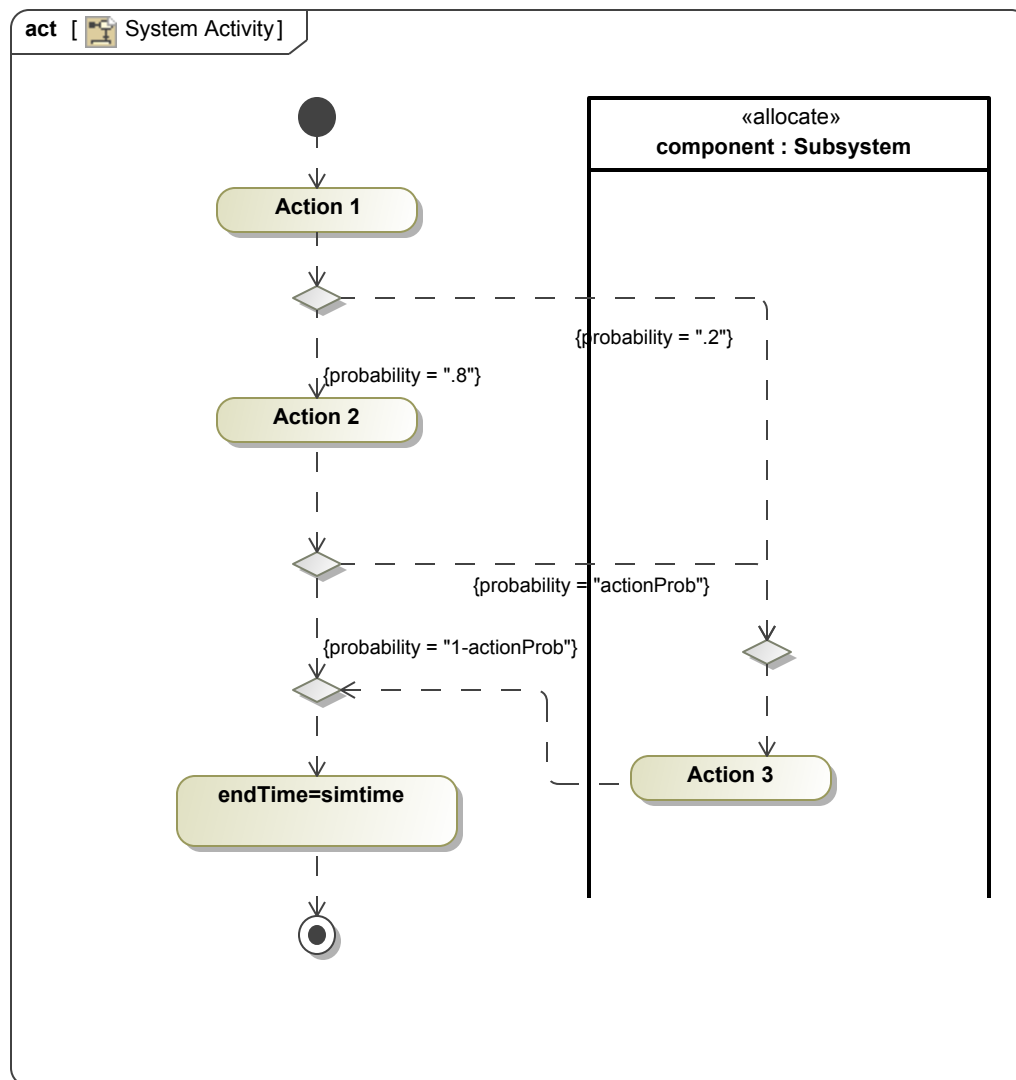 act [ System Activity ]
«allocate»
component : Subsystem
Action 1
{probability = ".2"}
{probability = ".8"}
Action 2
{probability = "actionProb"}
{probability = "1-actionProb"}
Action 3
endTime=simtime